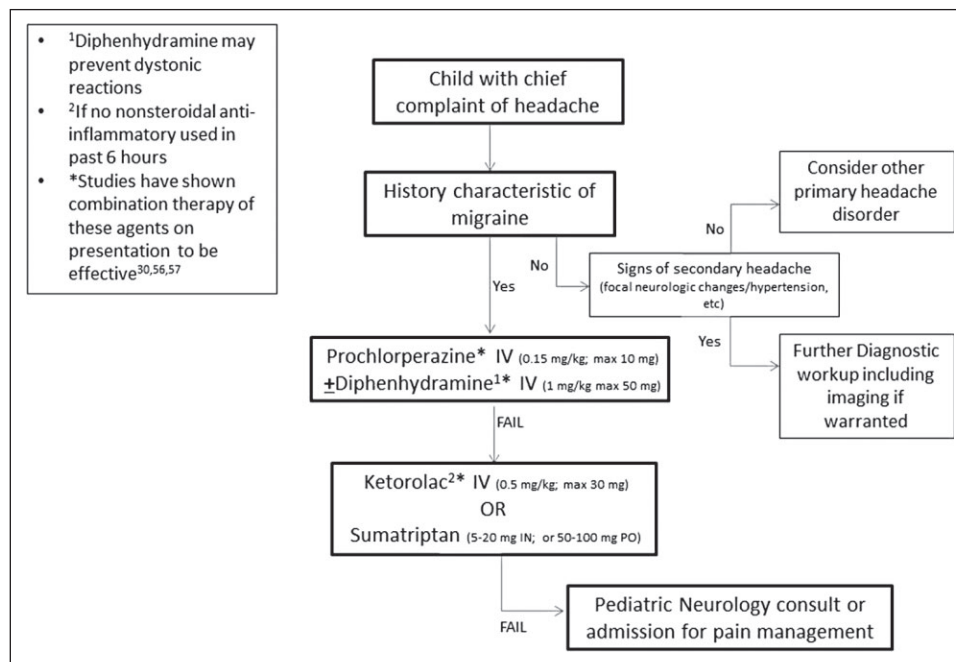 • ¹Diphenhydramine may
prevent dystonic
reactions
• ²If no nonsteroidal anti-
inflammatory used in
past 6 hours
• *Studies have shown
combination therapy of
these agents on
presentation to be
effective³⁰,⁵⁶,⁵⁷
Child with chief
complaint of headache
History characteristic of
migraine
No
Yes
Signs of secondary headache
(focal neurologic changes/hypertension,
etc)
No
Consider other
primary headache
disorder
Yes
Further Diagnostic
workup including
imaging if
warranted
Prochlorperazine* IV (0.15 mg/kg; max 10 mg)
±Diphenhydramine¹* IV (1 mg/kg max 50 mg)
FAIL
Ketorolac²* IV (0.5 mg/kg; max 30 mg)
OR
Sumatriptan (5-20 mg IN; or 50-100 mg PO)
FAIL
Pediatric Neurology consult or
admission for pain management